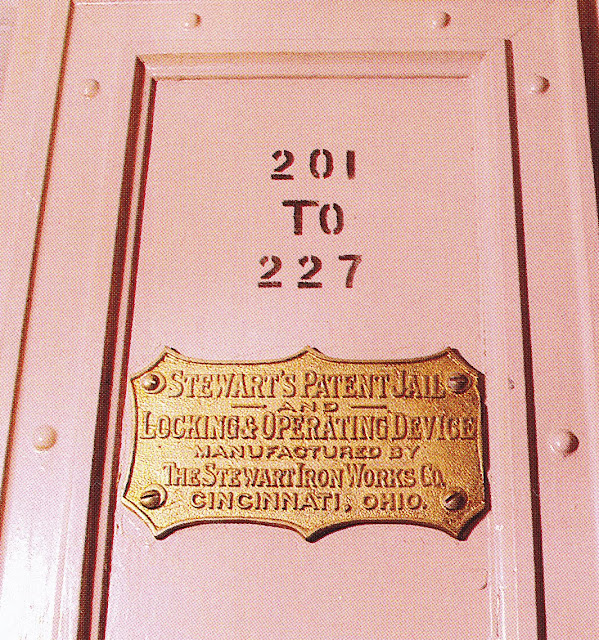 201
TO
227
STEWART'S PATENT JAIL
AND
LOCKING & OPERATING DEVICE
MANUFACTURED BY
THE STEWART IRON WORKS CO.
CINCINNATI, OHIO.